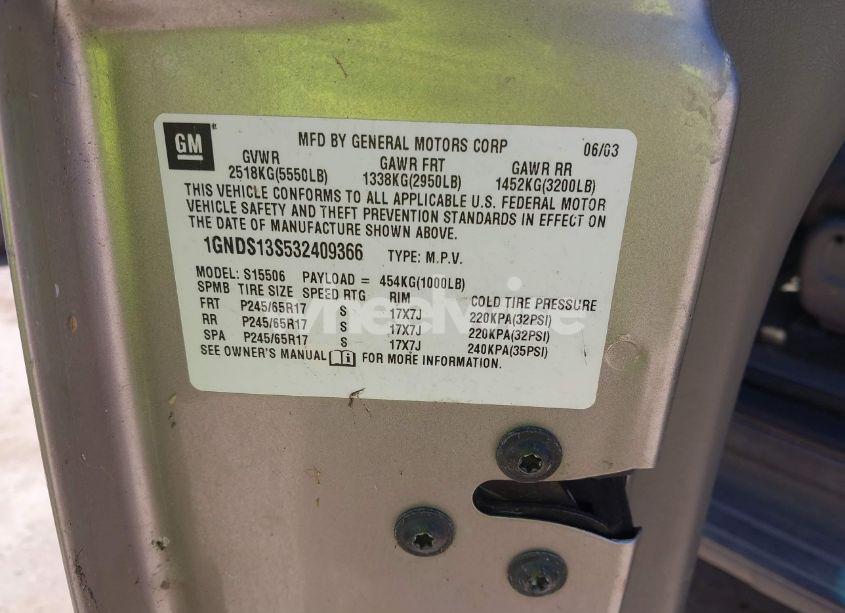 GM
MFD BY GENERAL MOTORS CORP 06/03
GVWR GAWR FRT GAWR RR
2518KG(5550LB) 1338KG(2950LB) 1452KG(3200LB)
THIS VEHICLE CONFORMS TO ALL APPLICABLE U.S. FEDERAL MOTOR
VEHICLE SAFETY AND THEFT PREVENTION STANDARDS IN EFFECT ON
THE DATE OF MANUFACTURE SHOWN ABOVE.
1GNDS13S532409366 TYPE: M.P.V.
MODEL: S15506 PAYLOAD = 454KG(1000LB)
SPMB TIRE SIZE SPEED RTG RIM COLD TIRE PRESSURE
FRT P245/65R17 S 17X7J 220KPA(32PSI)
RR P245/65R17 S 17X7J 220KPA(32PSI)
SPA P245/65R17 S 17X7J 240KPA(35PSI)
SEE OWNER'S MANUAL FOR MORE INFORMATION.